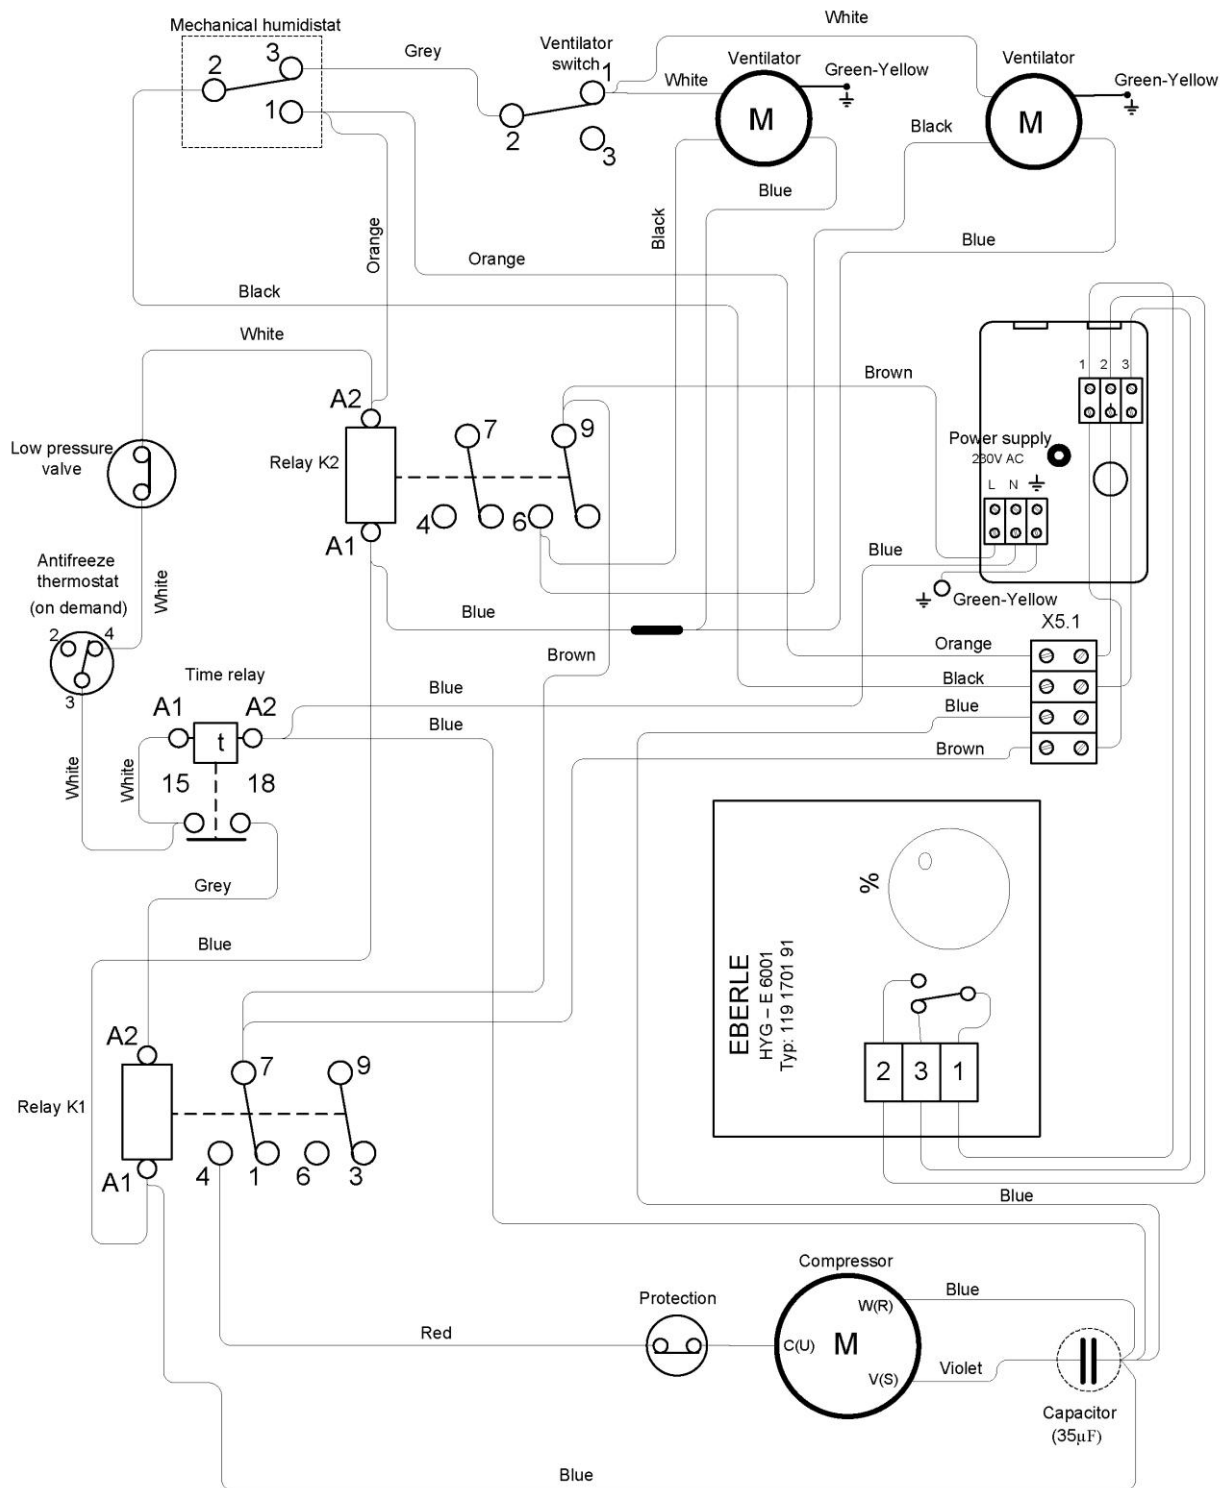 Mechanical humidistat
2
3
1
Grey
Ventilator
switch
1
2
3
White
White
Ventilator
M
Green-Yellow
Ventilator
M
Green-Yellow
Black
Black
Blue
Blue
Orange
Orange
Black
White
Brown
Low pressure
valve
A2
Relay K2
A1
7
9
4
6
1 2 3
L
Power supply
230V AC
L N
Blue
Green-Yellow
Antifreeze
thermostat
(on demand)
2 4
3
White
White
White
Blue
Brown
X5.1
Orange
Black
Blue
Brown
Time relay
A1
A2
t
15
18
Blue
Blue
Grey
Blue
%
EBERLE
HYG – E 6001
Typ: 119 1701 91
2 3 1
A2
Relay K1
A1
7
9
4
1
6
3
Blue
Compressor
W(R)
C(U)
M
V(S)
Protection
Red
Blue
Violet
Capacitor
(35µF)
Blue